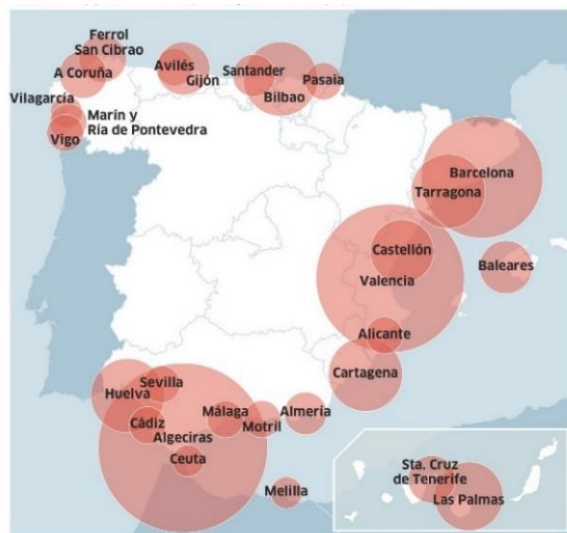 Ferrol
San Cibrao
A Coruña
Avilés
Gijón
Santander
Bilbao
Pasaia
Vilagarcía
Marín y
Ría de Pontevedra
Vigo
Barcelona
Tarragona
Castellón
Valencia
Baleares
Alicante
Cartagena
Sevilla
Huelva
Cádiz
Málaga
Almería
Algeciras
Motril
Ceuta
Melilla
Sta. Cruz
de Tenerife
Las Palmas